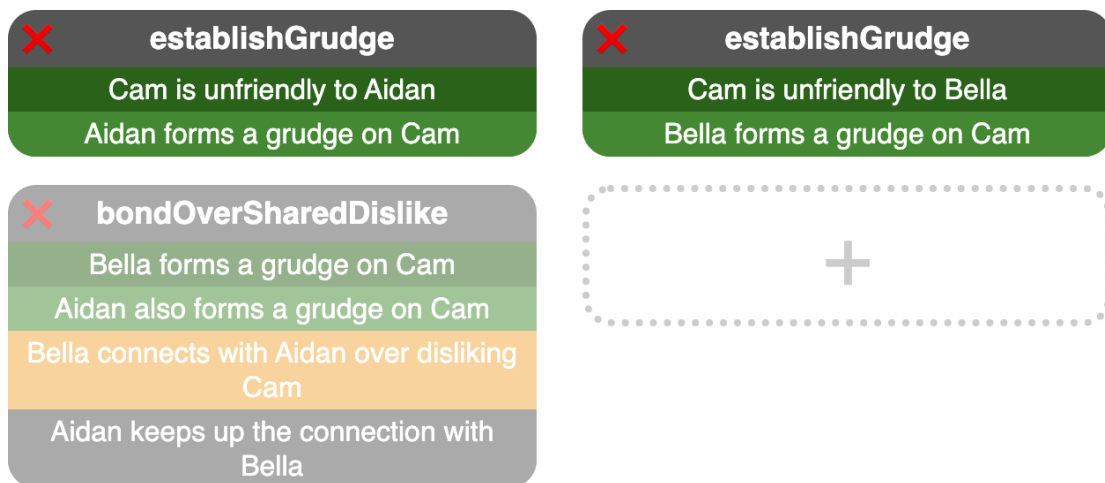 establishGrudge
Cam is unfriendly to Aidan
Aidan forms a grudge on Cam
establishGrudge
Cam is unfriendly to Bella
Bella forms a grudge on Cam
bondOverSharedDislike
Bella forms a grudge on Cam
Aidan also forms a grudge on Cam
Bella connects with Aidan over disliking
Cam
Aidan keeps up the connection with
Bella